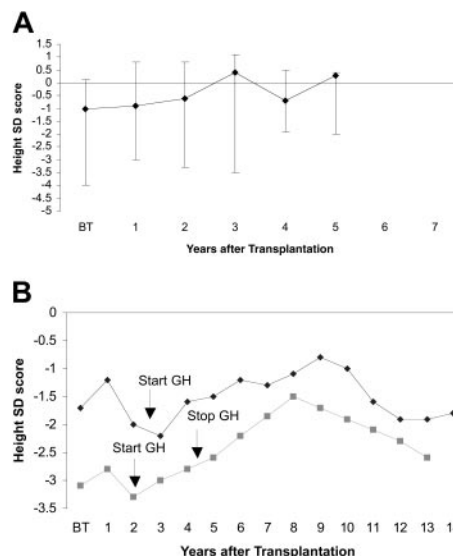 A
1.5
1
0.5
0
-0.5
-1
-1.5
-2
-2.5
-3
-3.5
-4
-4.5
-5
Height SD score
BT 1 2 3 4 5 6 7
Years after Transplantation
B
0
-0.5
-1
-1.5
-2
-2.5
-3
-3.5
Height SD score
Start GH
Stop GH
Start GH
BT 1 2 3 4 5 6 7 8 9 10 11 12 13
Years after Transplantation